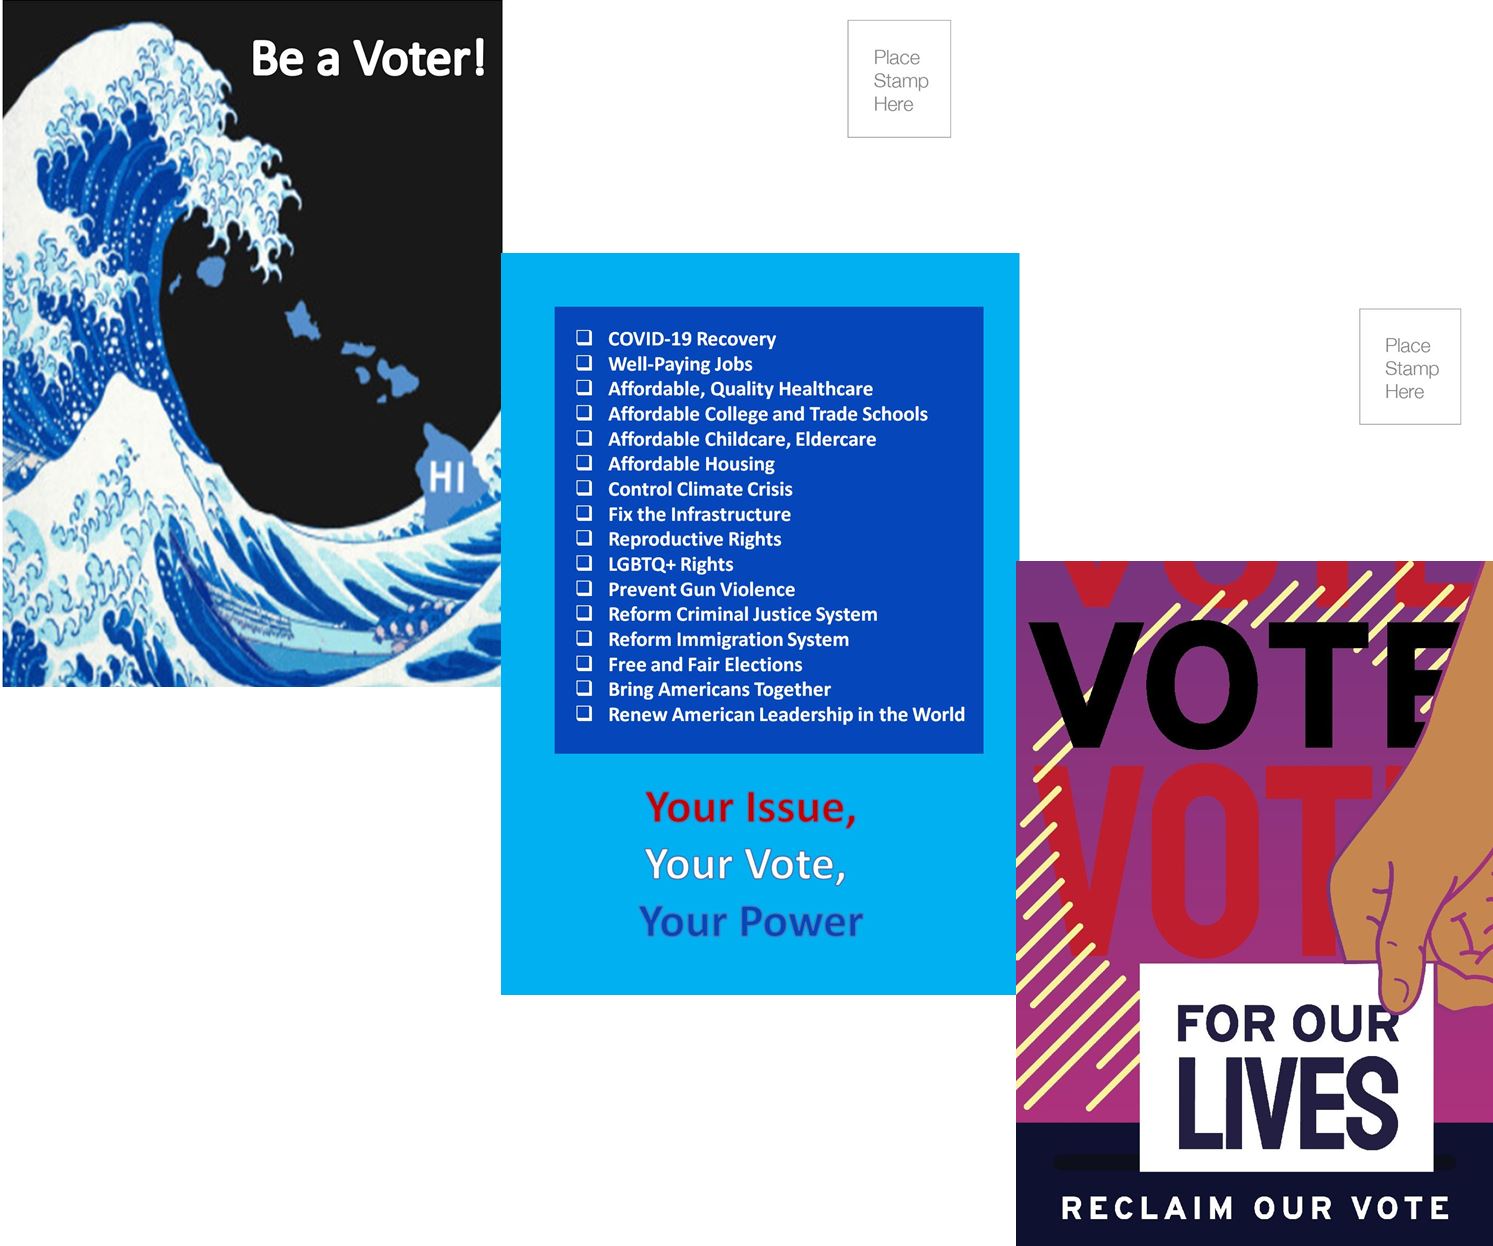 Be a Voter!
HI
Place
Stamp
Here
❑ COVID-19 Recovery
❑ Well-Paying Jobs
❑ Affordable, Quality Healthcare
❑ Affordable College and Trade Schools
❑ Affordable Childcare, Eldercare
❑ Affordable Housing
❑ Control Climate Crisis
❑ Fix the Infrastructure
❑ Reproductive Rights
❑ LGBTQ+ Rights
❑ Prevent Gun Violence
❑ Reform Criminal Justice System
❑ Reform Immigration System
❑ Free and Fair Elections
❑ Bring Americans Together
❑ Renew American Leadership in the World
Your Issue,
Your Vote,
Your Power
Place
Stamp
Here
VOTE
VOTE
VOT
FOR OUR
LIVES
RECLAIM OUR VOTE